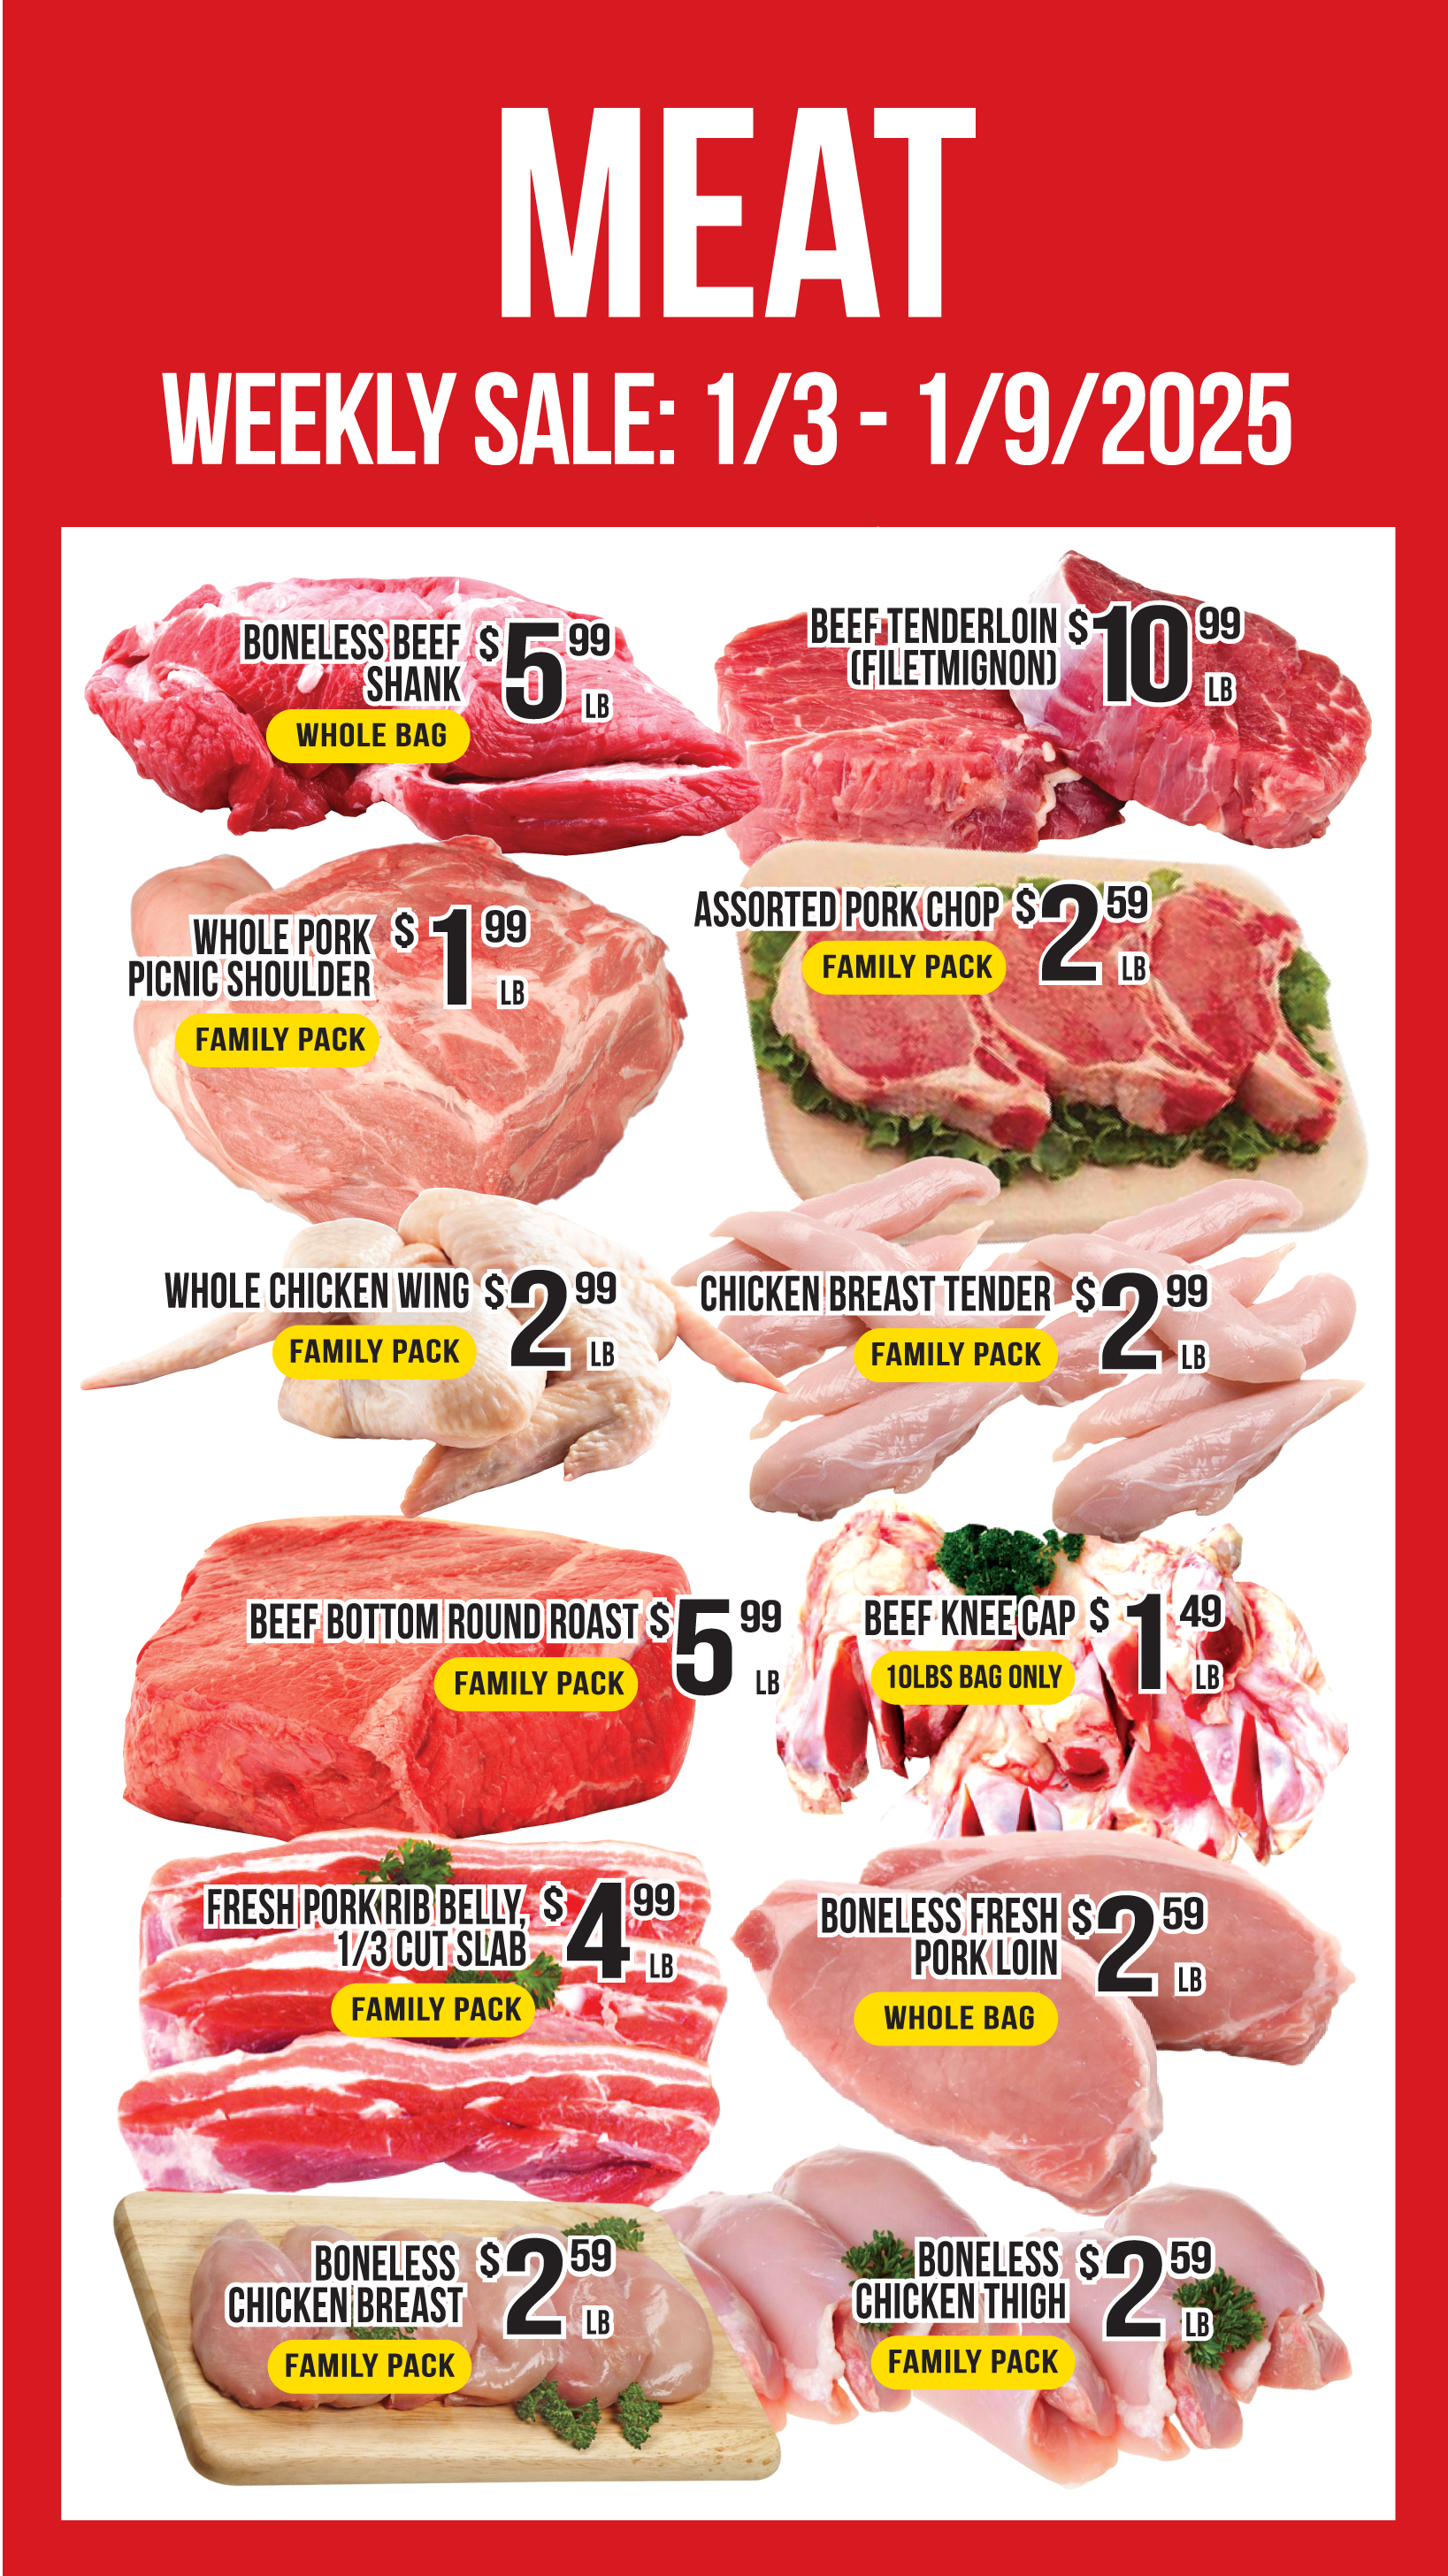 MEAT
WEEKLY SALE: 1/3 - 1/9/2025
BONELESS BEEF
SHANK
$5 99
LB
WHOLE BAG
BEEF TENDERLOIN
(FILETMIGNON)
$10 99
LB
WHOLE PORK
PICNIC SHOULDER
$1 99
LB
FAMILY PACK
ASSORTED PORK CHOP
$2 59
LB
FAMILY PACK
WHOLE CHICKEN WING
$2 99
LB
FAMILY PACK
CHICKEN BREAST TENDER
$2 99
LB
FAMILY PACK
BEEF BOTTOM ROUND ROAST
$5 99
LB
FAMILY PACK
BEEF KNEE CAP
$1 49
LB
10LBS BAG ONLY
FRESH PORK RIB BELLY,
1/3 CUT SLAB
$4 99
LB
FAMILY PACK
BONELESS FRESH
PORK LOIN
$2 59
LB
WHOLE BAG
BONELESS
CHICKEN BREAST
$2 59
LB
FAMILY PACK
BONELESS
CHICKEN THIGH
$2 59
LB
FAMILY PACK